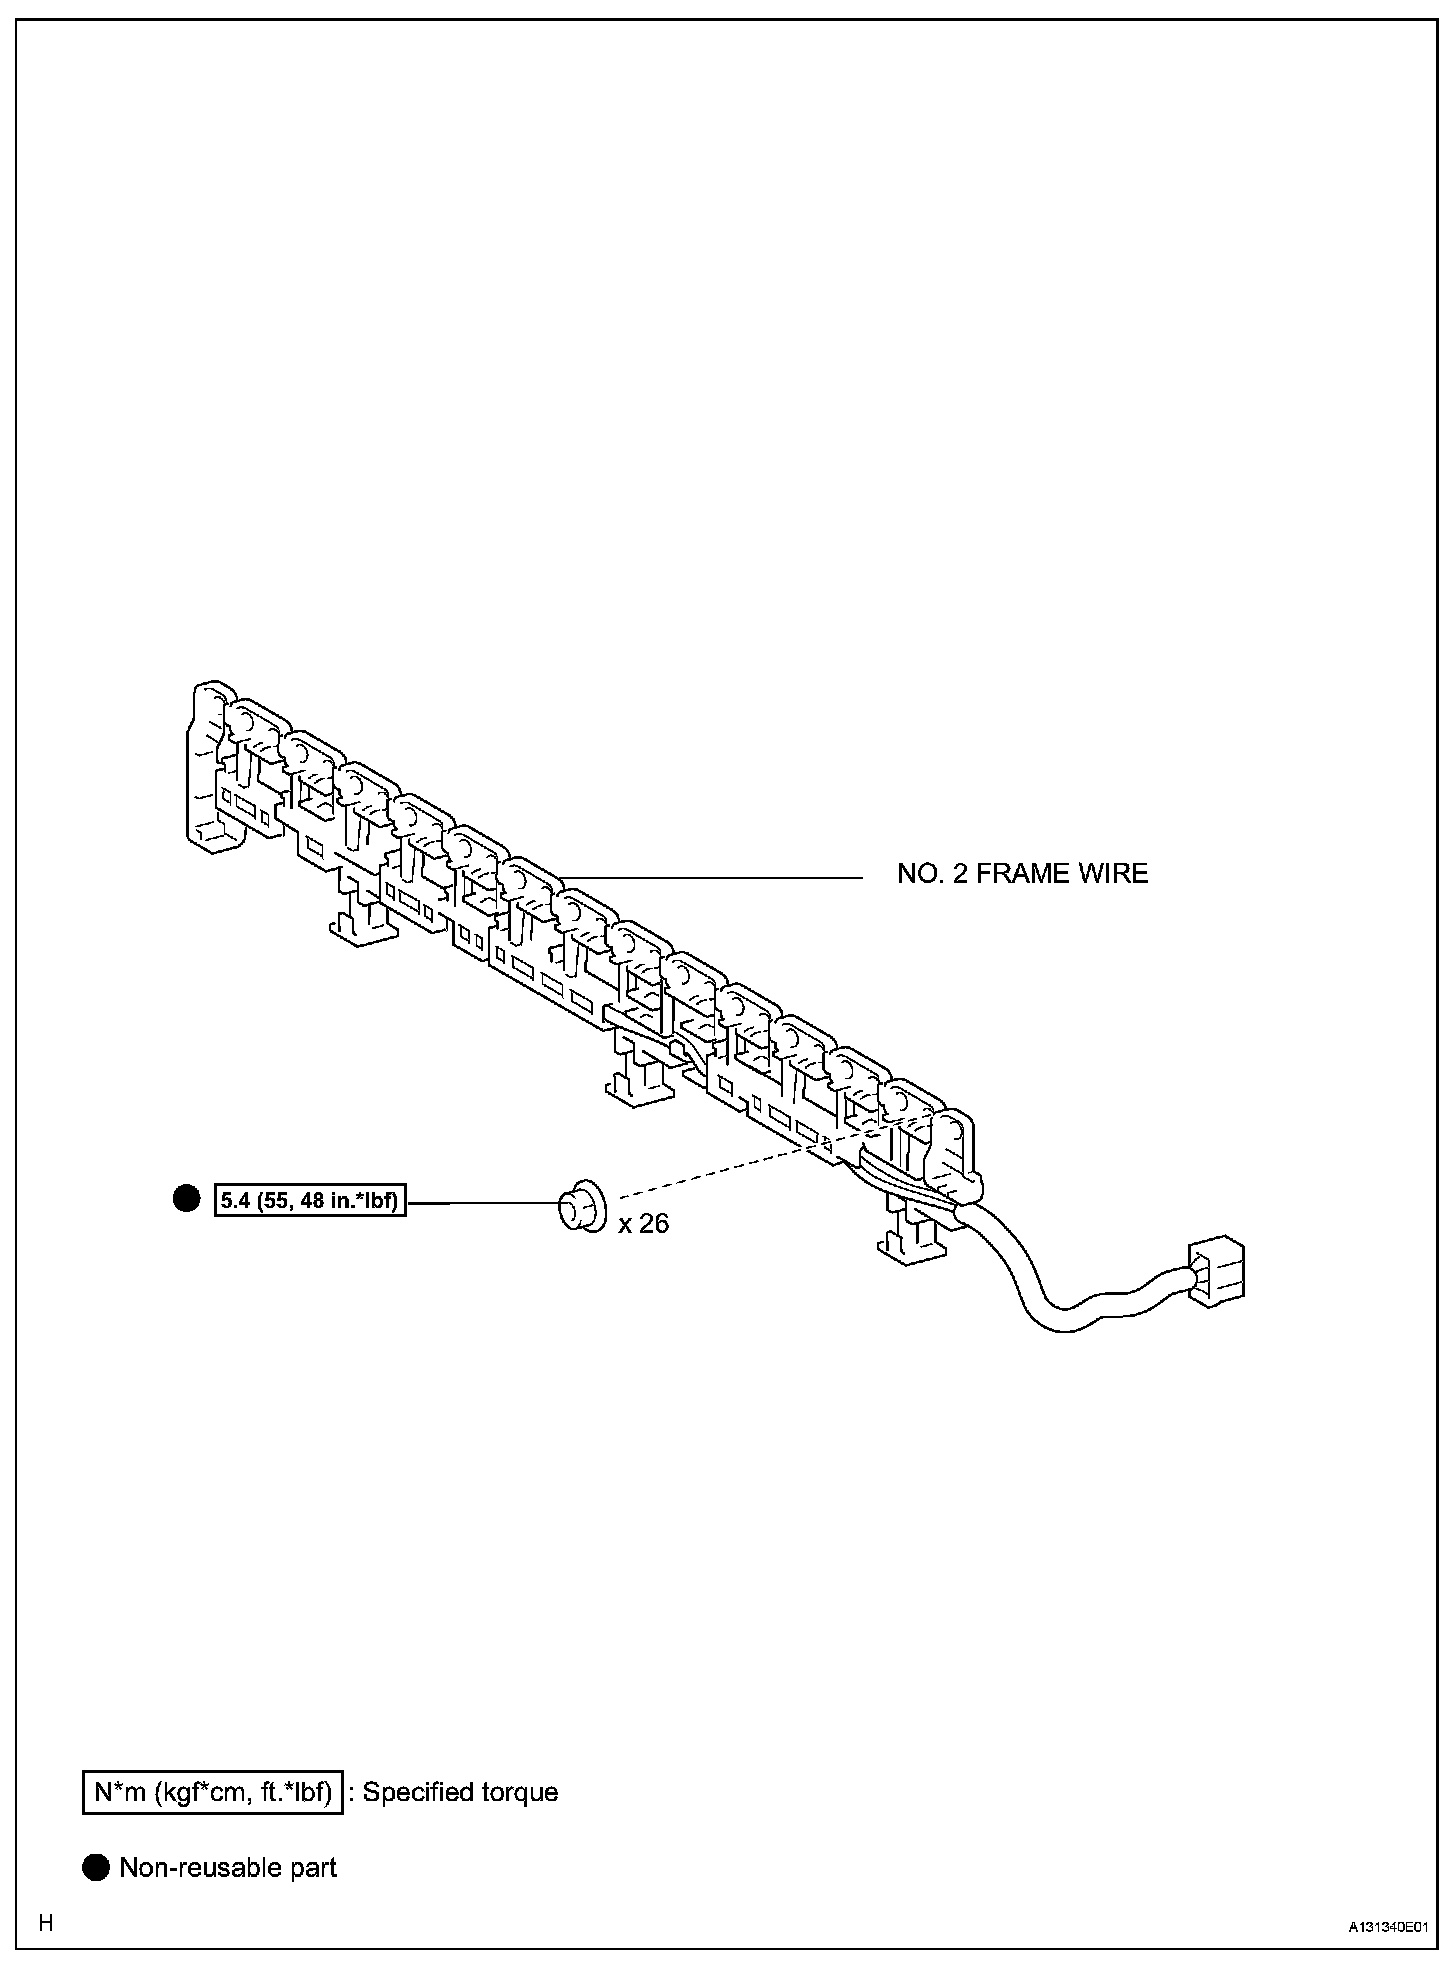 NO. 2 FRAME WIRE
5.4 (55, 48 in.*lbf)
x 26
N*m (kgf*cm, ft.*lbf) : Specified torque
Non-reusable part
H
A131340E01